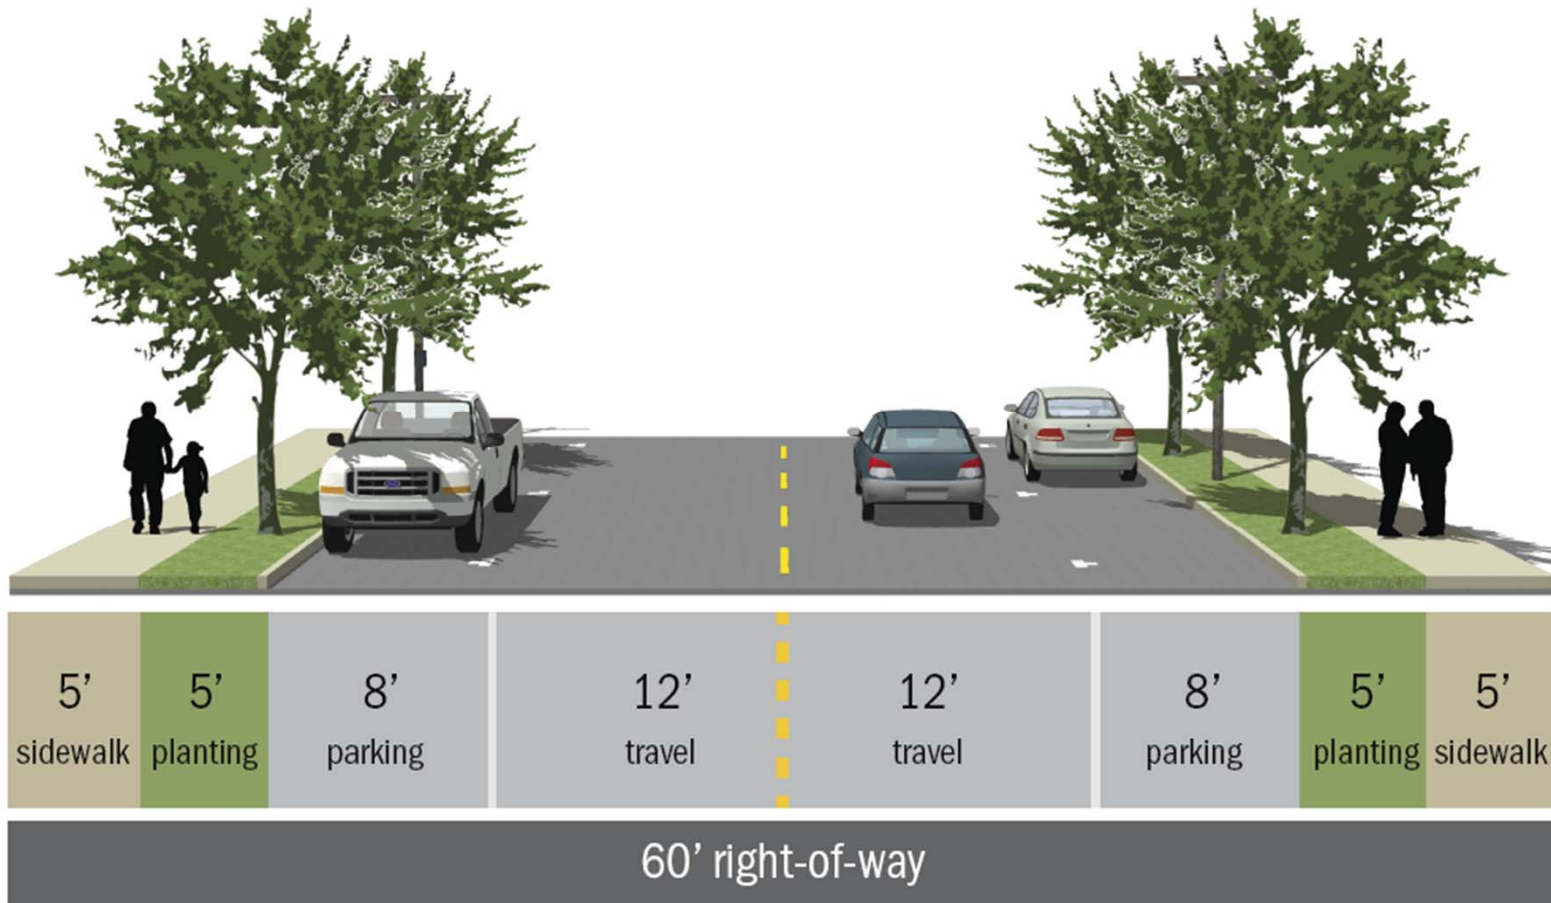 5’
sidewalk
5’
planting
8’
parking
12’
travel
12’
travel
8’
parking
5’
planting
5’
sidewalk
60’ right-of-way